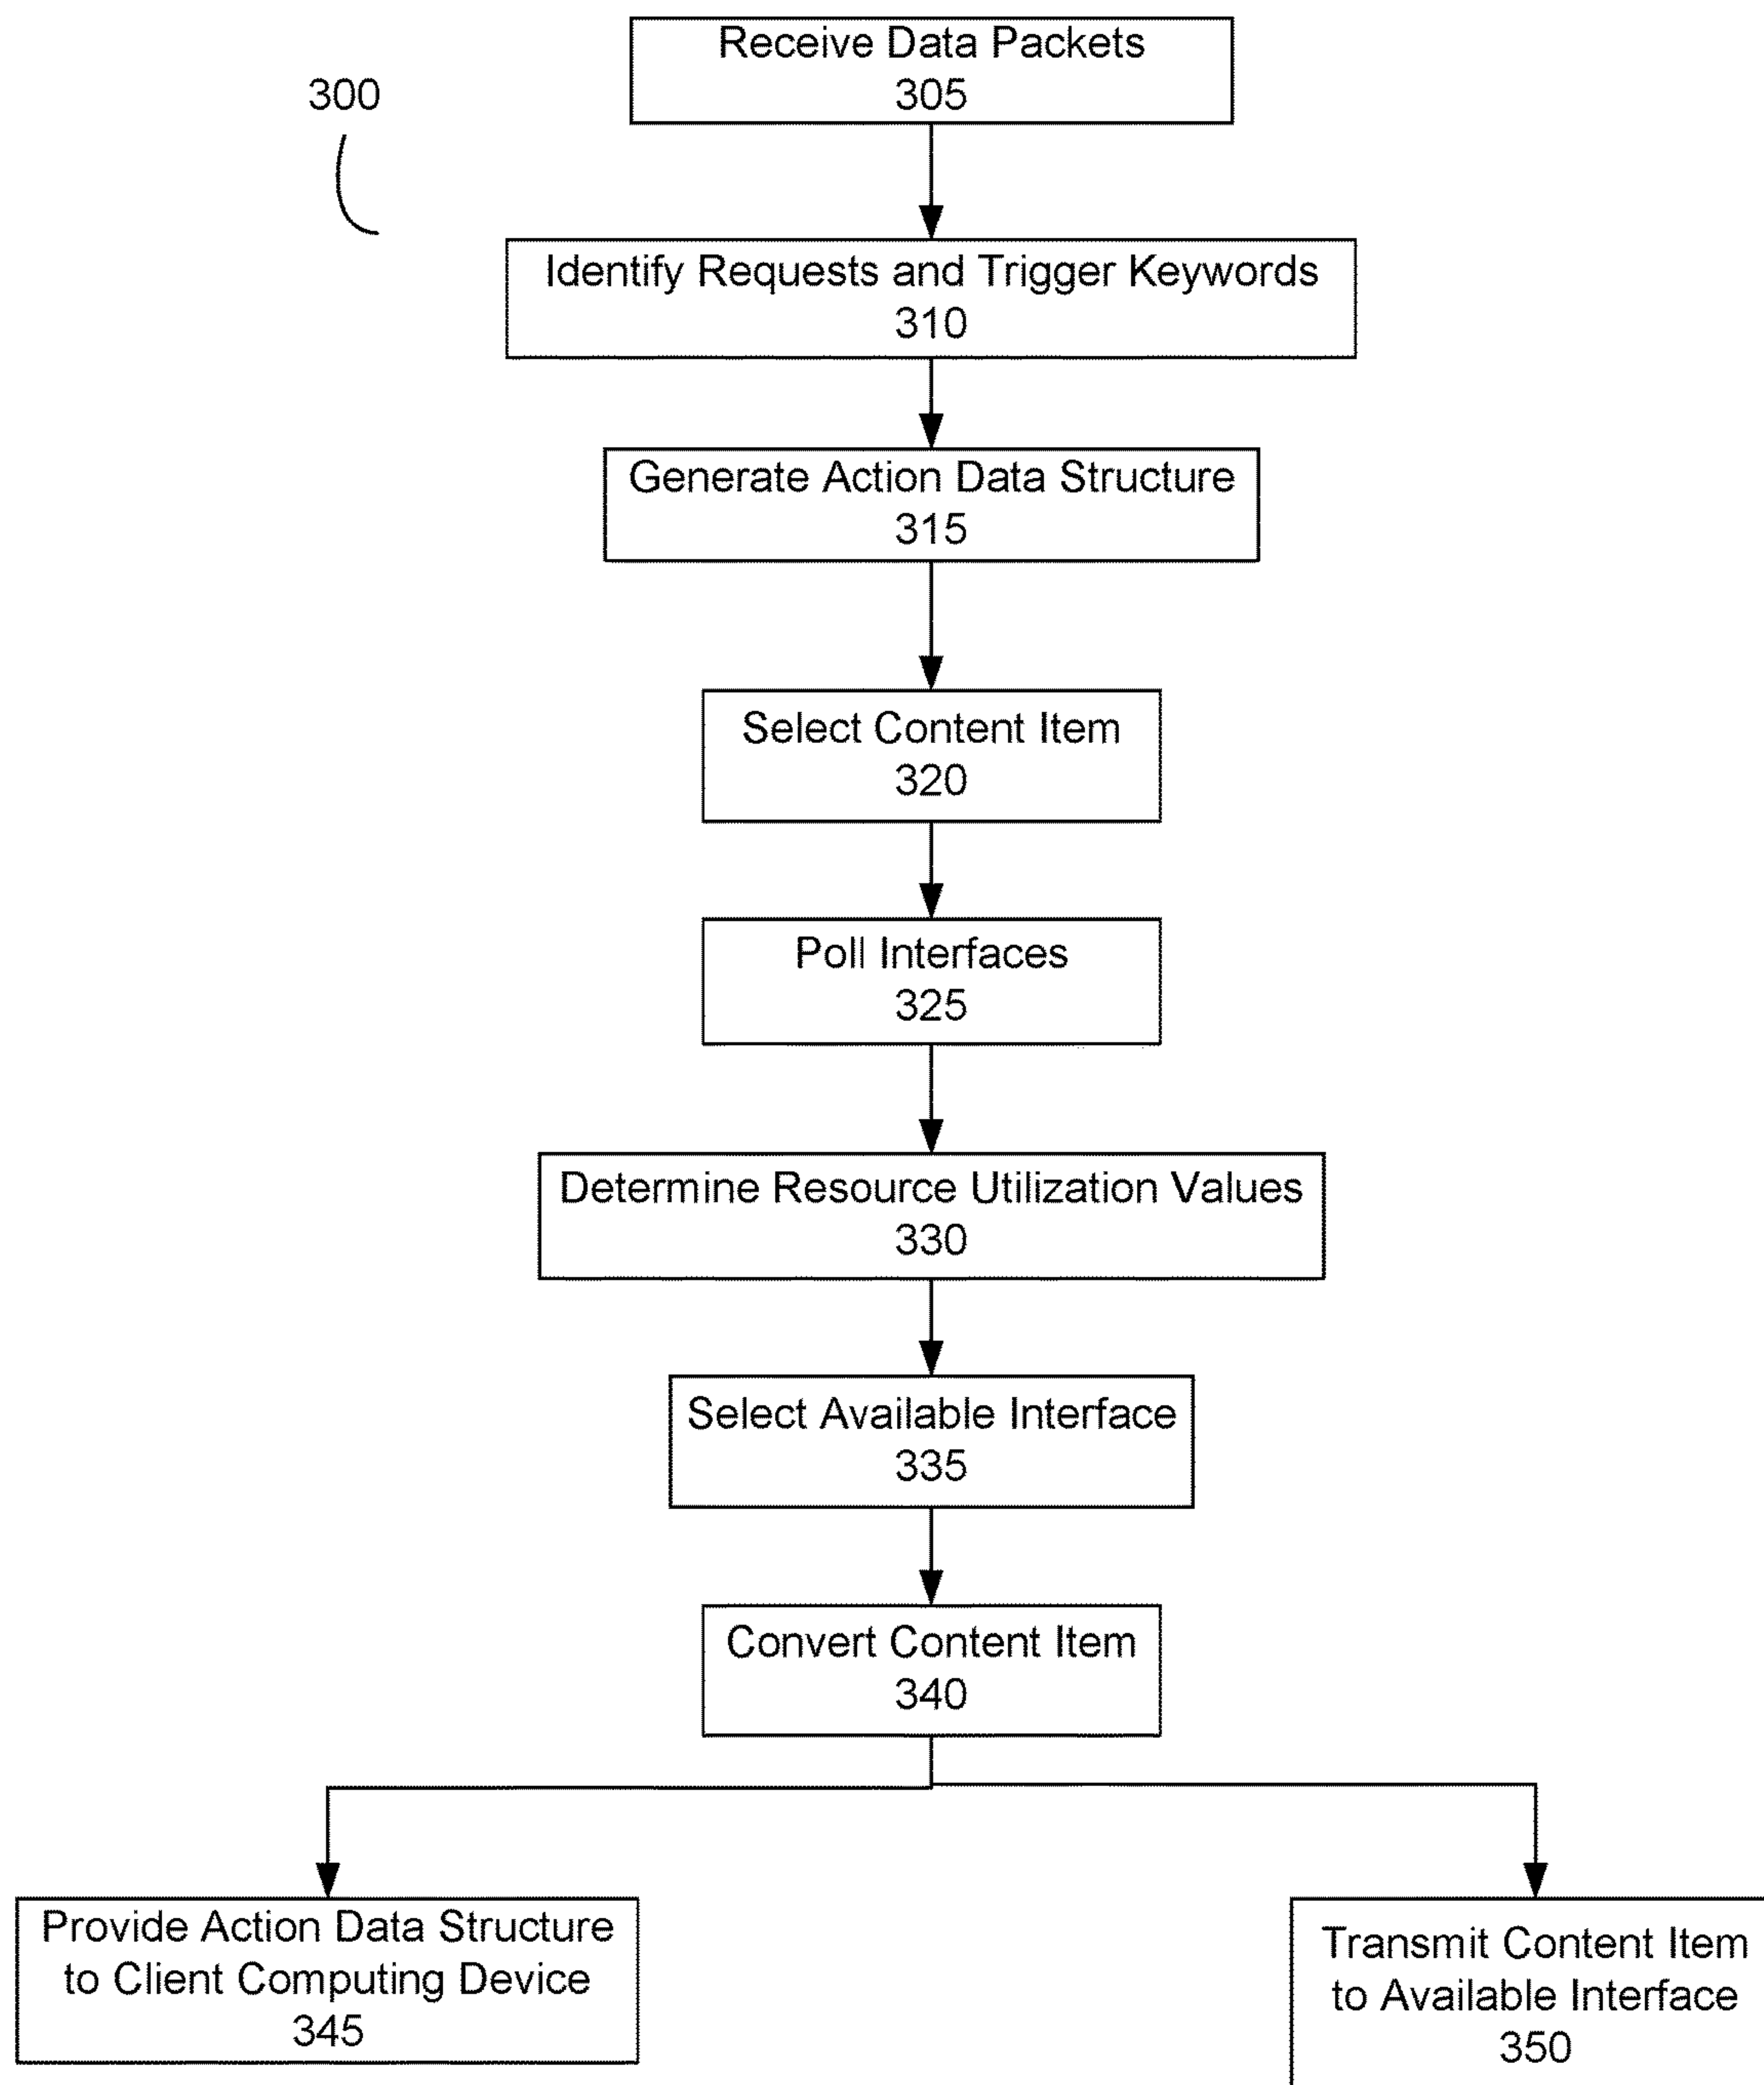 Receive Data Packets
305
300
Identify Requests and Trigger Keywords
310
Generate Action Data Structure
315
Select Content Item
320
Poll Interfaces
325
Determine Resource Utilization Values
330
Select Available Interface
335
Convert Content Item
340
Provide Action Data Structure
to Client Computing Device
345
Transmit Content Item
to Available Interface
350